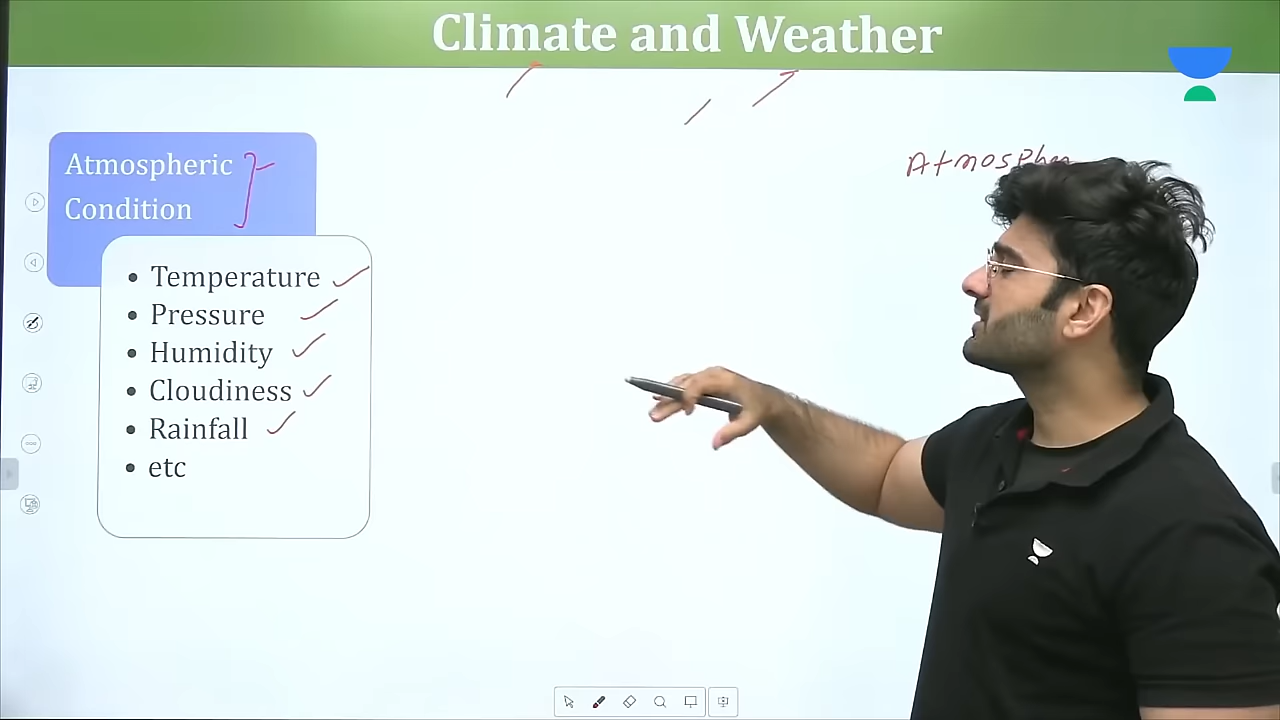 Climate and Weather
Atmospheric
Condition
• Temperature
• Pressure
• Humidity
• Cloudiness
• Rainfall
• etc